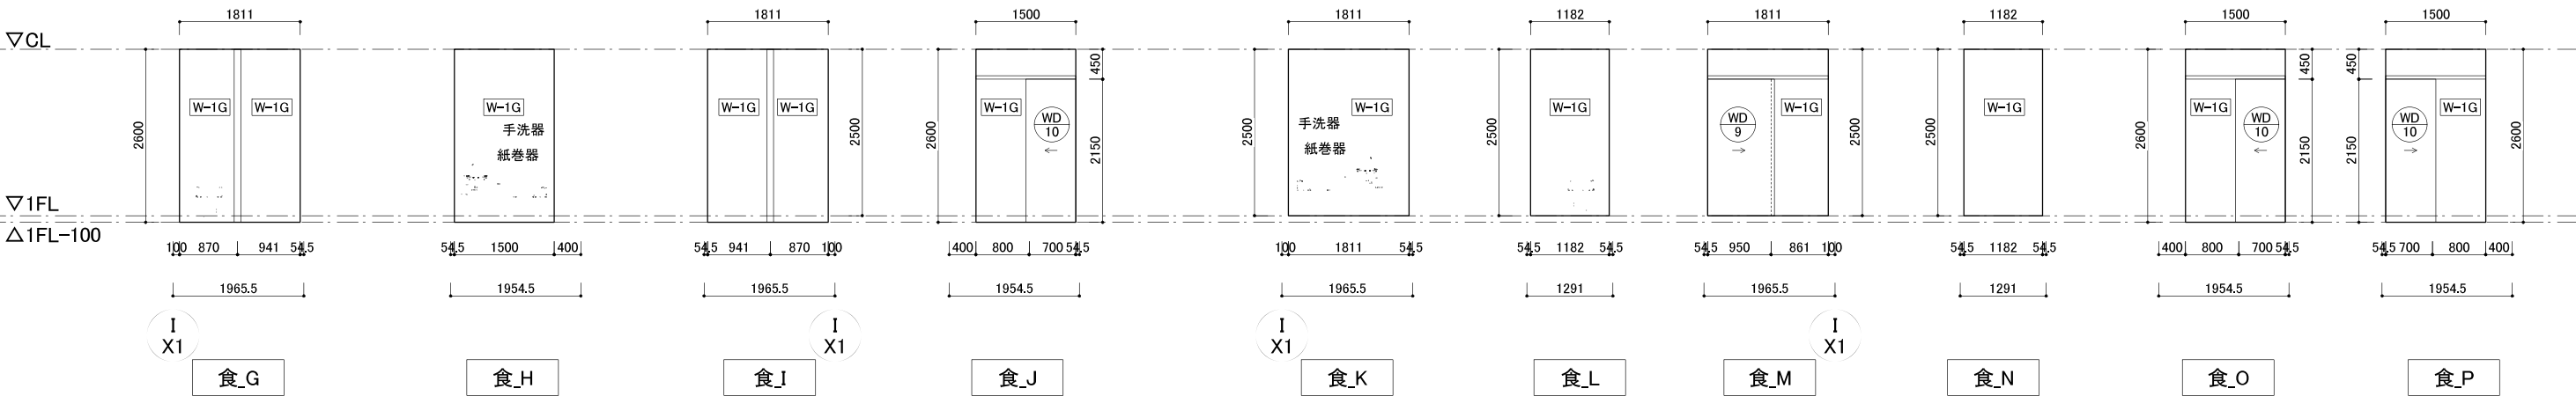 1811
1811
1500
1811
1182
1811
1182
1500
1500
▽CL
W-1G
W-1G
W-1G
W-1G
W-1G
W-1G
W-1G
W-1G
W-1G
W-1G
W-1G
W-1G
手洗器
紙巻器
手洗器
紙巻器
WD
10
WD
9
WD
10
WD
10
2600
2500
2600
450
2150
2500
2500
2500
2500
2600
450
2150
450
2150
2600
▽1FL
△1FL-100
100 870 941 54.5
54.5 1500 400
54.5 941 870 100
400 800 700 54.5
100 1811 54.5
54.5 1182 54.5
54.5 950 861 100
54.5 1182 54.5
400 800 700 54.5
54.5 700 800 400
1965.5
1954.5
1965.5
1954.5
1965.5
1291
1965.5
1291
1954.5
1954.5
I
X1
I
X1
I
X1
I
X1
食_G
食_H
食_I
食_J
食_K
食_L
食_M
食_N
食_O
食_P